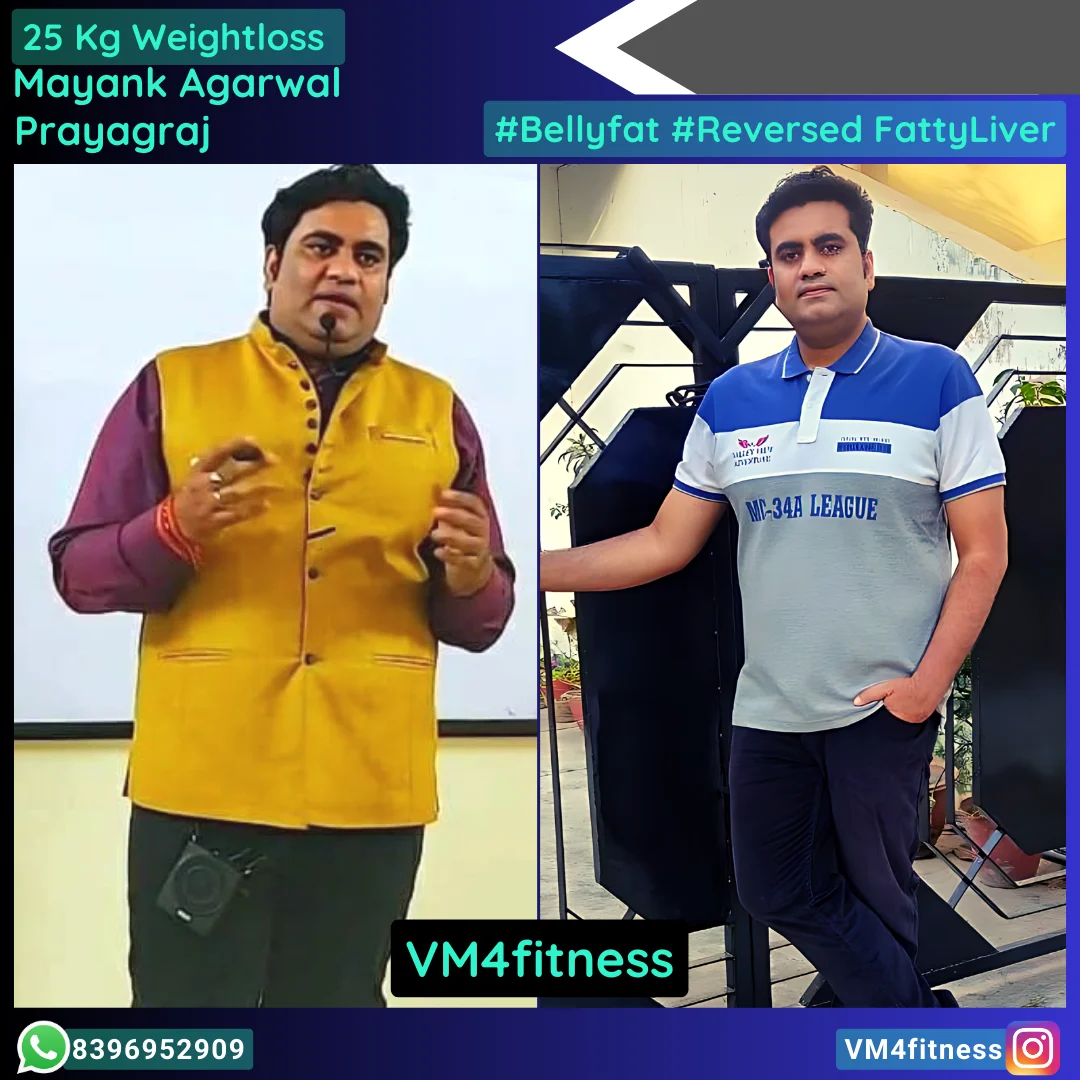 25 Kg Weightloss
Mayank Agarwal
Prayagraj
#Bellyfat #Reversed FattyLiver
MC-34A LEAGUE
VM4fitness
8396952909
VM4fitness